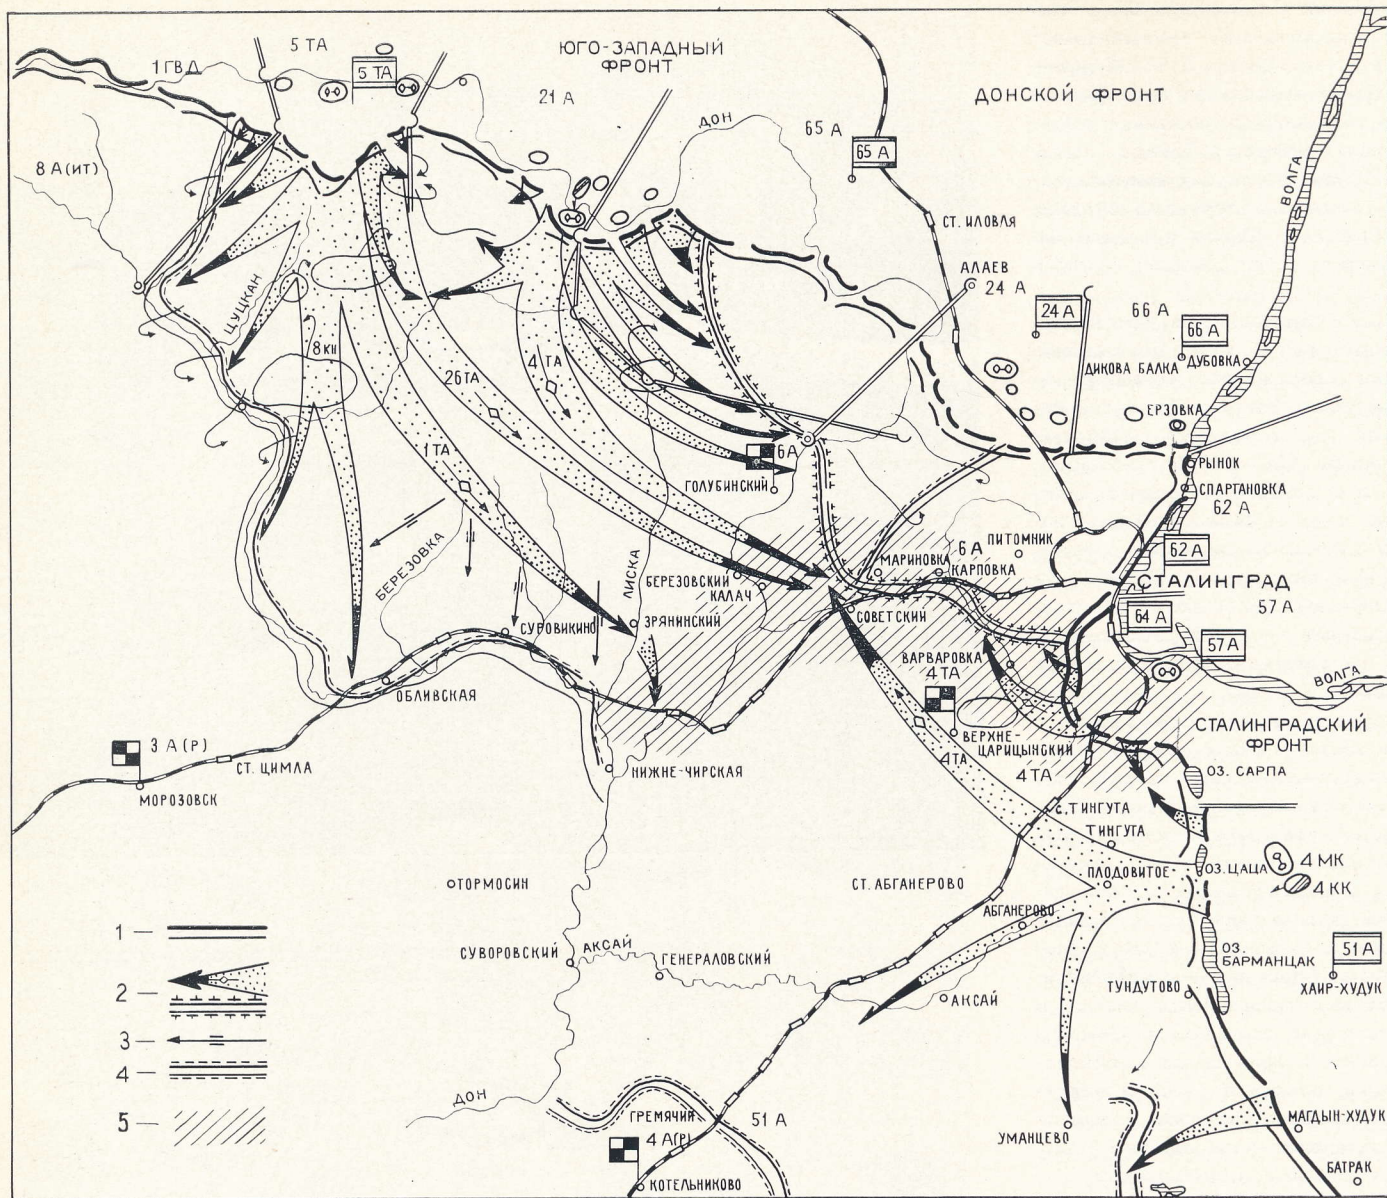 5 ТА
ЮГО-ЗАПАДНЫЙ
ФРОНТ
1 ГВД
5 ТА
21 А
ДОНСКОЙ ФРОНТ
ДОН
65 А
65 А
8 А (ИТ)
ВОЛГА
СТ. ИЛОВЛЯ
АЛАЕВ
24 А
24 А
66 А
66 А
ДУБОВКА
ДИКОВА БАЛКА
ЦУЦКАН
8 КК
26 ТА
4 ТА
ЕРЗОВКА
1 ТА
6А
ГОЛУБИНСКИЙ
РЫНОК
СПАРТАНОВКА
62 А
62 А
ПИТОМНИК
6 А
МАРИНОВКА
КАРПОВКА
БЕРЕЗОВКА
ЛИСКА
БЕРЕЗОВСКИЙ
КАЛАЧ
СТАЛИНГРАД
57 А
СОВЕТСКИЙ
64 А
ЗРЯНИНСКИЙ
СУРОВИКИНО
57 А
ВАРВАРОВКА
4 ТА
ВОЛГА
ОБЛИВСКАЯ
СТАЛИНГРАДСКИЙ
ФРОНТ
ВЕРХНЕ-
ЦАРИЦЫНСКИЙ
3 А (Р)
СТ. ЦИМЛА
НИЖНЕ-ЧИРСКАЯ
4 ТА
4 ТА
ОЗ. САРПА
МОРОЗОВСК
С. ТИНГУТА
ТИНГУТА
ТОРМОСИН
СТ. АБГАНЕРОВО
ПЛОДОВИТОЕ
ОЗ. ЦАЦА
4 МК
4 КК
АБГАНЕРОВО
1 —
СУВОРОВСКИЙ
АКСАЙ
ГЕНЕРАЛОВСКИЙ
ОЗ.
БАРМАНЦАК
51 А
ХАИР-ХУДУК
2 —
АКСАЙ
ТУНДУТОВО
3 —
4 —
5 —
ДОН
ГРЕМЯЧИЙ
51 А
4 А(Р)
УМАНЦЕВО
МАГДЫН-ХУДУК
БАТРАК
КОТЕЛЬНИКОВО